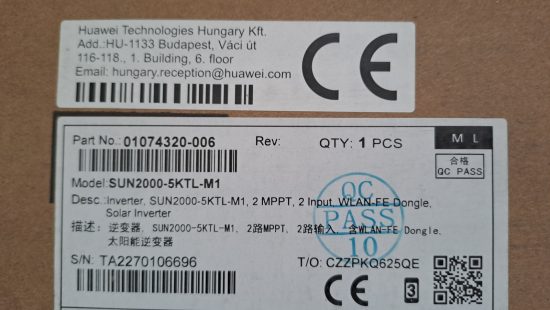 Huawei Technologies Hungary Kft.
Add.:HU-1133 Budapest, Váci út
116-118., 1. Building, 6. floor
Email: hungary.reception@huawei.com
CE
Part No.: 01074320-006 Rev: QTY: 1 PCS
M L
合格
QC PASS
Model:SUN2000-5KTL-M1
Desc.:Inverter, SUN2000-5KTL-M1, 2 MPPT, 2 Input, WLAN-FE Dongle,
Solar Inverter
QC
PASS
10
描述: 逆变器, SUN2000-5KTL-M1, 2路MPPT, 2路输入, 含WLAN-FE Dongle,
太阳能逆变器
S/N: TA2270106696 T/O: CZZPKQ625QE
CE
3